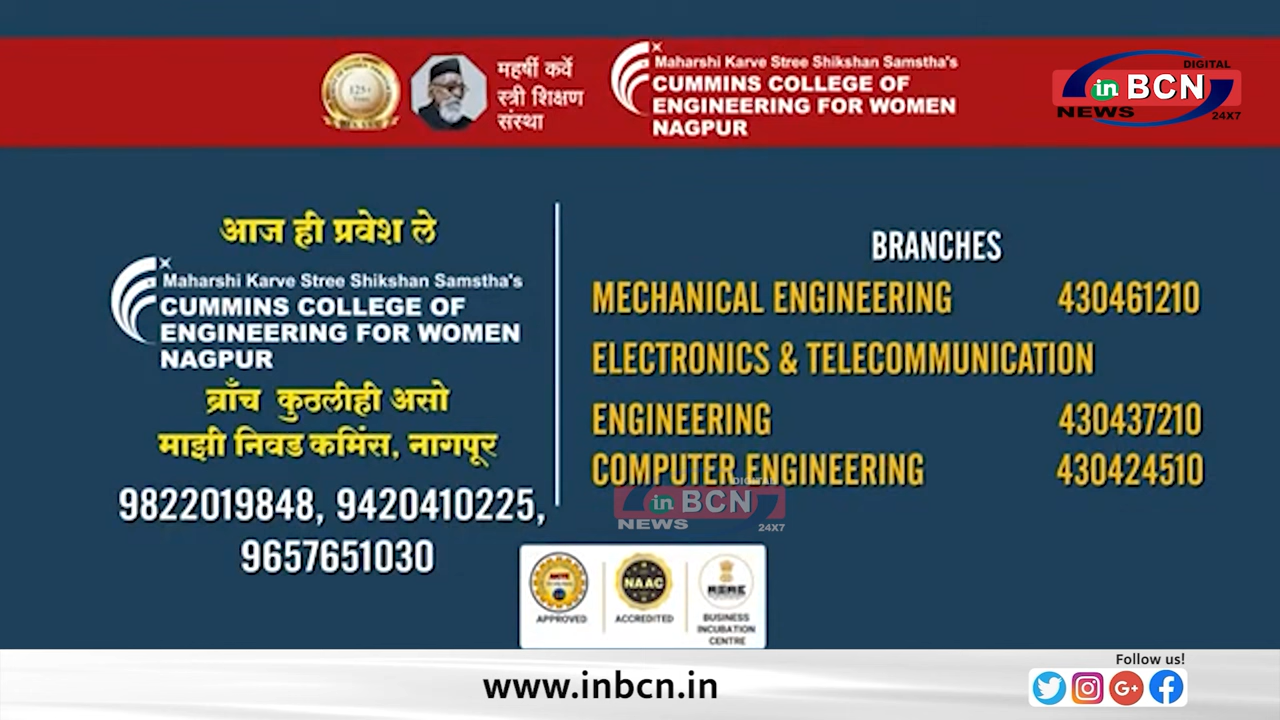 125+
महर्षी कर्वे
स्त्री शिक्षण
संस्था
Maharshi Karve Stree Shikshan Samstha's
CUMMINS COLLEGE OF
ENGINEERING FOR WOMEN
NAGPUR
DIGITAL
in BCN
NEWS 24X7
आज ही प्रवेश ले
Maharshi Karve Stree Shikshan Samstha's
CUMMINS COLLEGE OF
ENGINEERING FOR WOMEN
NAGPUR
ब्राँच कुठलीही असो
माझी निवड कमिंस, नागपूर
9822019848, 9420410225,
9657651030
BRANCHES
MECHANICAL ENGINEERING 430461210
ELECTRONICS & TELECOMMUNICATION
ENGINEERING 430437210
COMPUTER ENGINEERING 430424510
DIGITAL
in BCN
NEWS 24X7
APPROVED
NAAC
ACCREDITED
BUSINESS
INCUBATION
CENTRE
www.inbcn.in
Follow us!